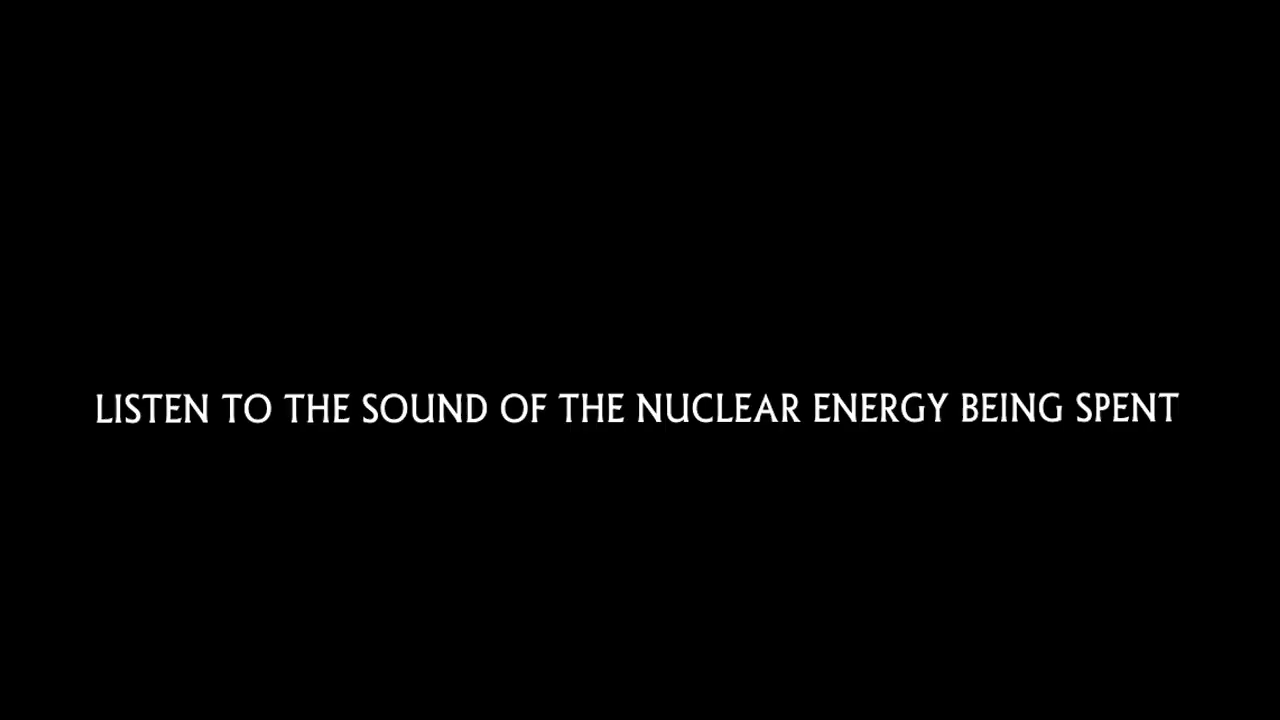 LISTEN TO THE SOUND OF THE NUCLEAR ENERGY BEING SPENT